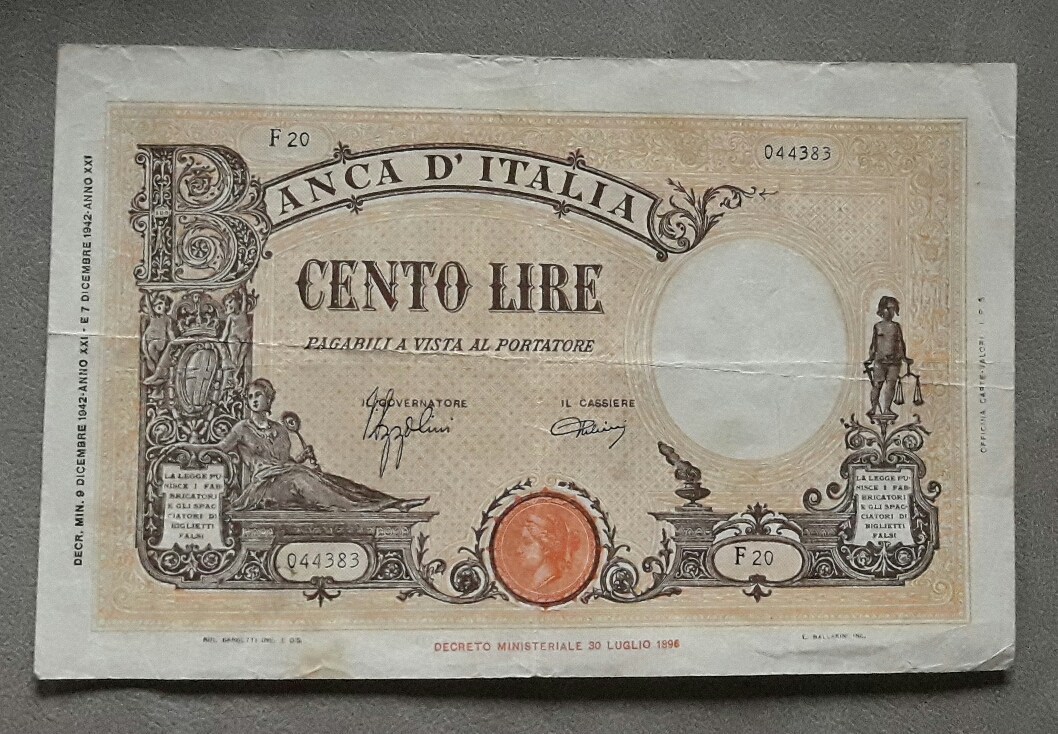 F 20
044383
BANCA D'ITALIA
CENTO LIRE
PAGABILI A VISTA AL PORTATORE
IL GOVERNATORE
IL CASSIERE
DECR. MIN. 9 DICEMBRE 1942-ANNO XXI - E 7 DICEMBRE 1942-ANNO XXI
OFFICINA CARTE-VALORI
LA LEGGE PU-
NISCE I FAB-
BRICATORI
E GLI SPAC-
CIATORI DI
BIGLIETTI
FALSI
LA LEGGE PU-
NISCE I FAB-
BRICATORI
E GLI SPAC-
CIATORI DI
BIGLIETTI
FALSI
044383
F 20
DECRETO MINISTERIALE 30 LUGLIO 1896